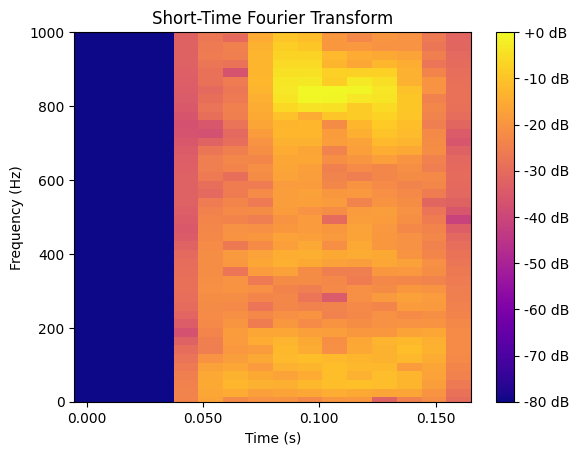 Short-Time Fourier Transform
1000
800
600
400
200
0
Frequency (Hz)
0.000
0.050
0.100
0.150
Time (s)
+0 dB
-10 dB
-20 dB
-30 dB
-40 dB
-50 dB
-60 dB
-70 dB
-80 dB